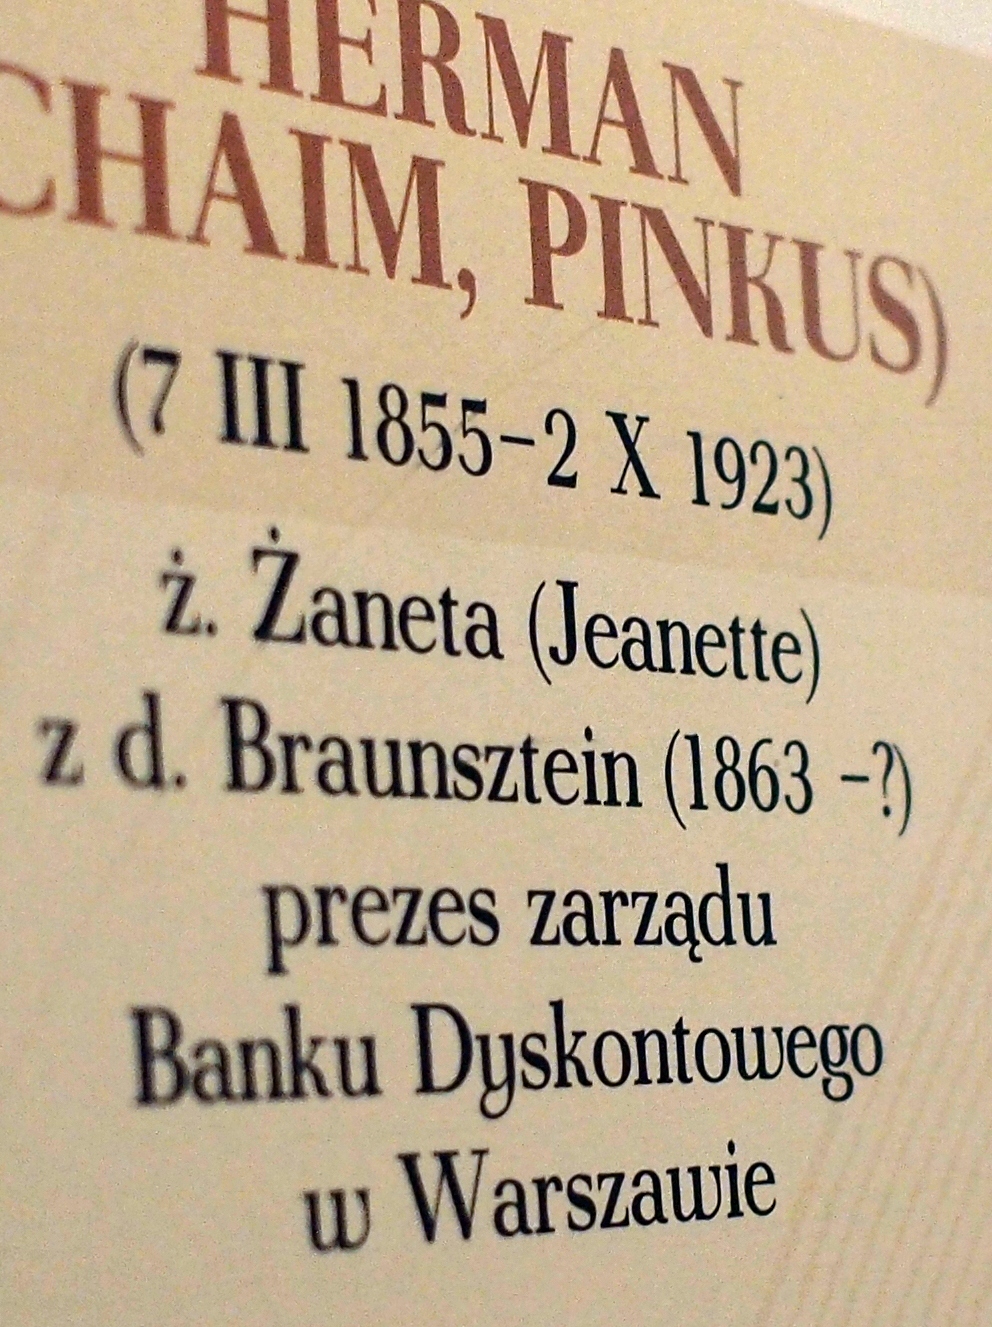 HERMAN
CHAIM, PINKUS)
(7 III 1855–2 X 1923)
ż. Żaneta (Jeanette)
z d. Braunsztein (1863 –?)
prezes zarządu
Banku Dyskontowego
w Warszawie